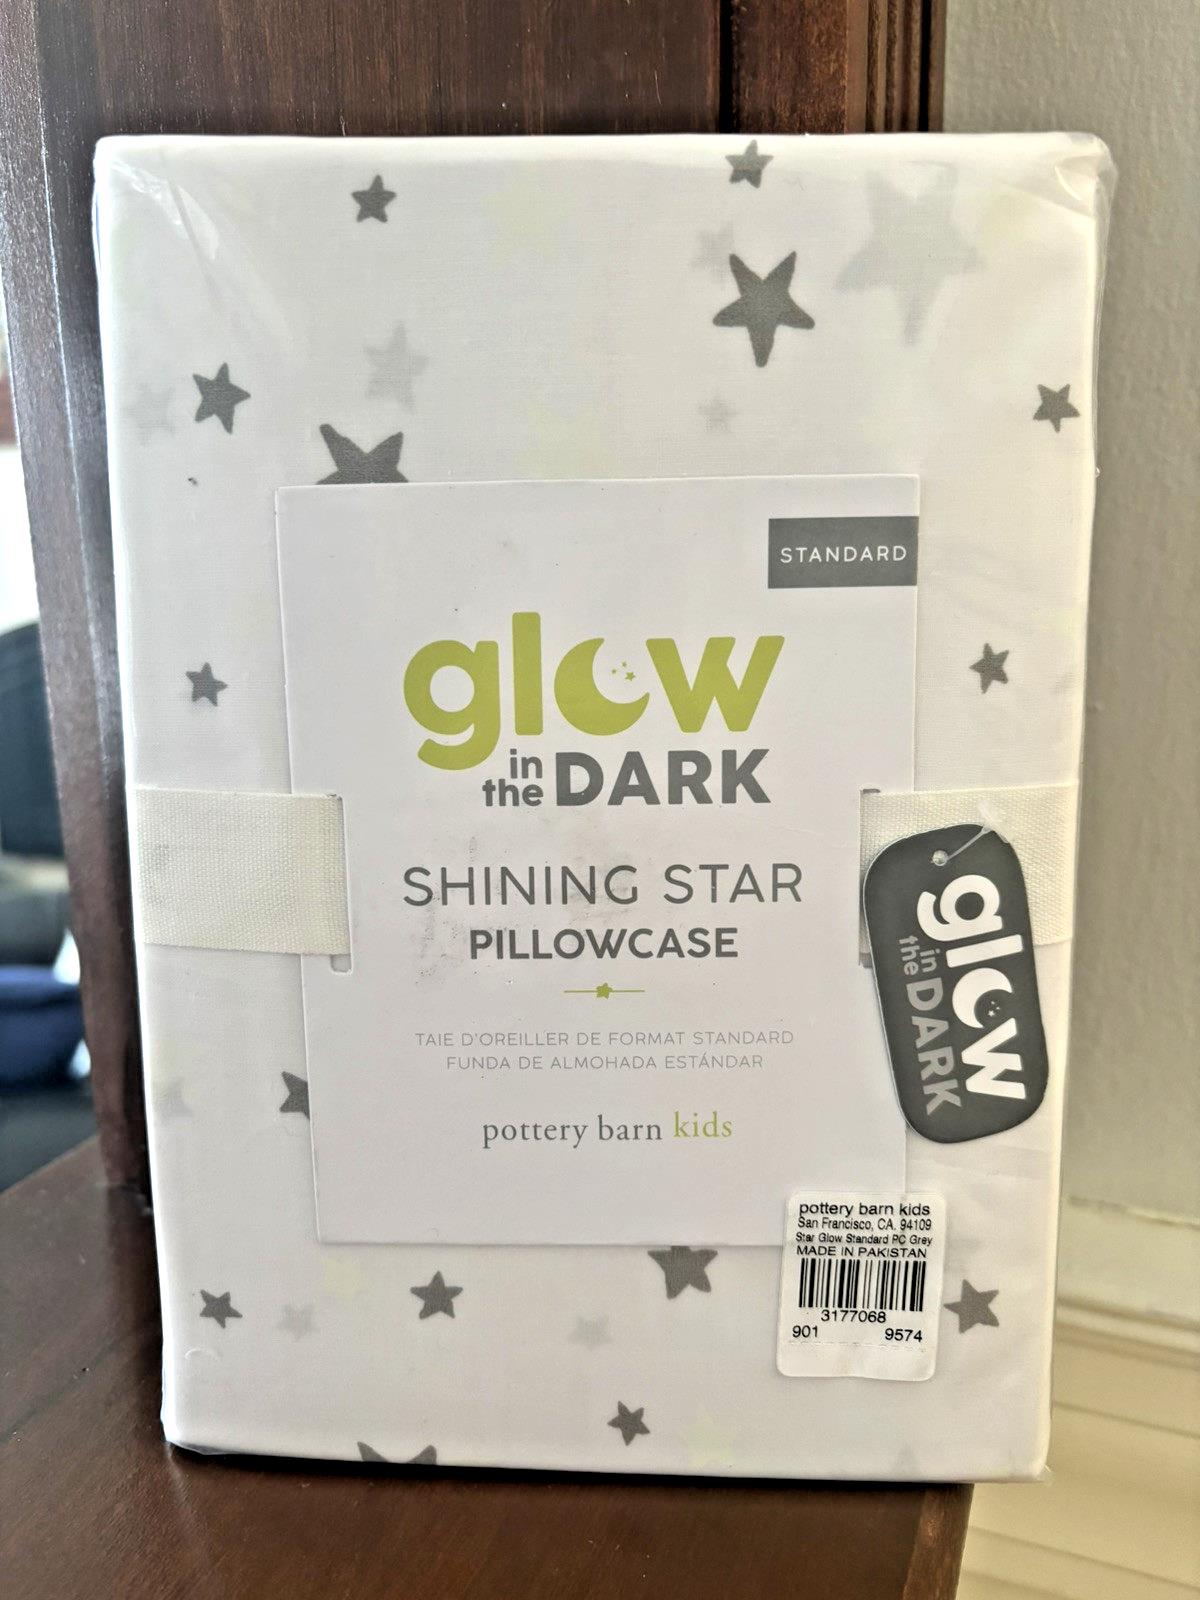 STANDARD
glow
in
the DARK
SHINING STAR
PILLOWCASE
TAIE D'OREILLER DE FORMAT STANDARD
FUNDA DE ALMOHADA ESTÁNDAR
pottery barn kids
glow
in
the DARK
pottery barn kids
San Francisco, CA. 94109
Star Glow Standard PC Grey
MADE IN PAKISTAN
3177068
901 9574